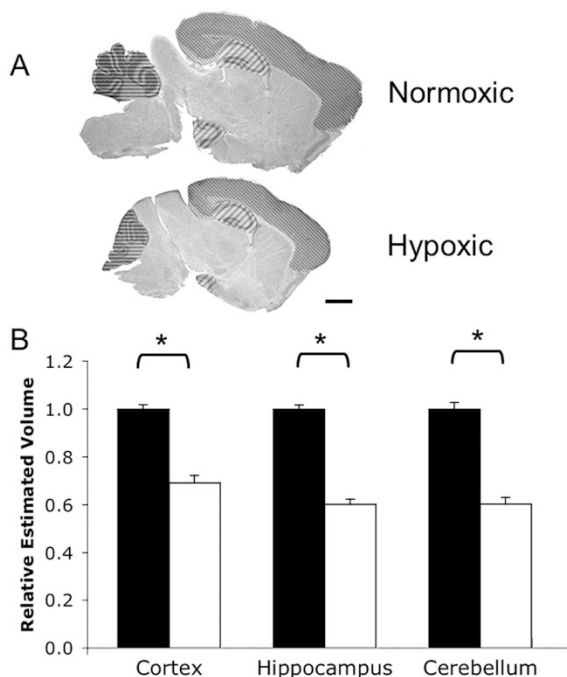 A
Normoxic
Hypoxic
B
* * *
Relative Estimated Volume
1.2
1.0
0.8
0.6
0.4
0.2
0.0
Cortex Hippocampus Cerebellum